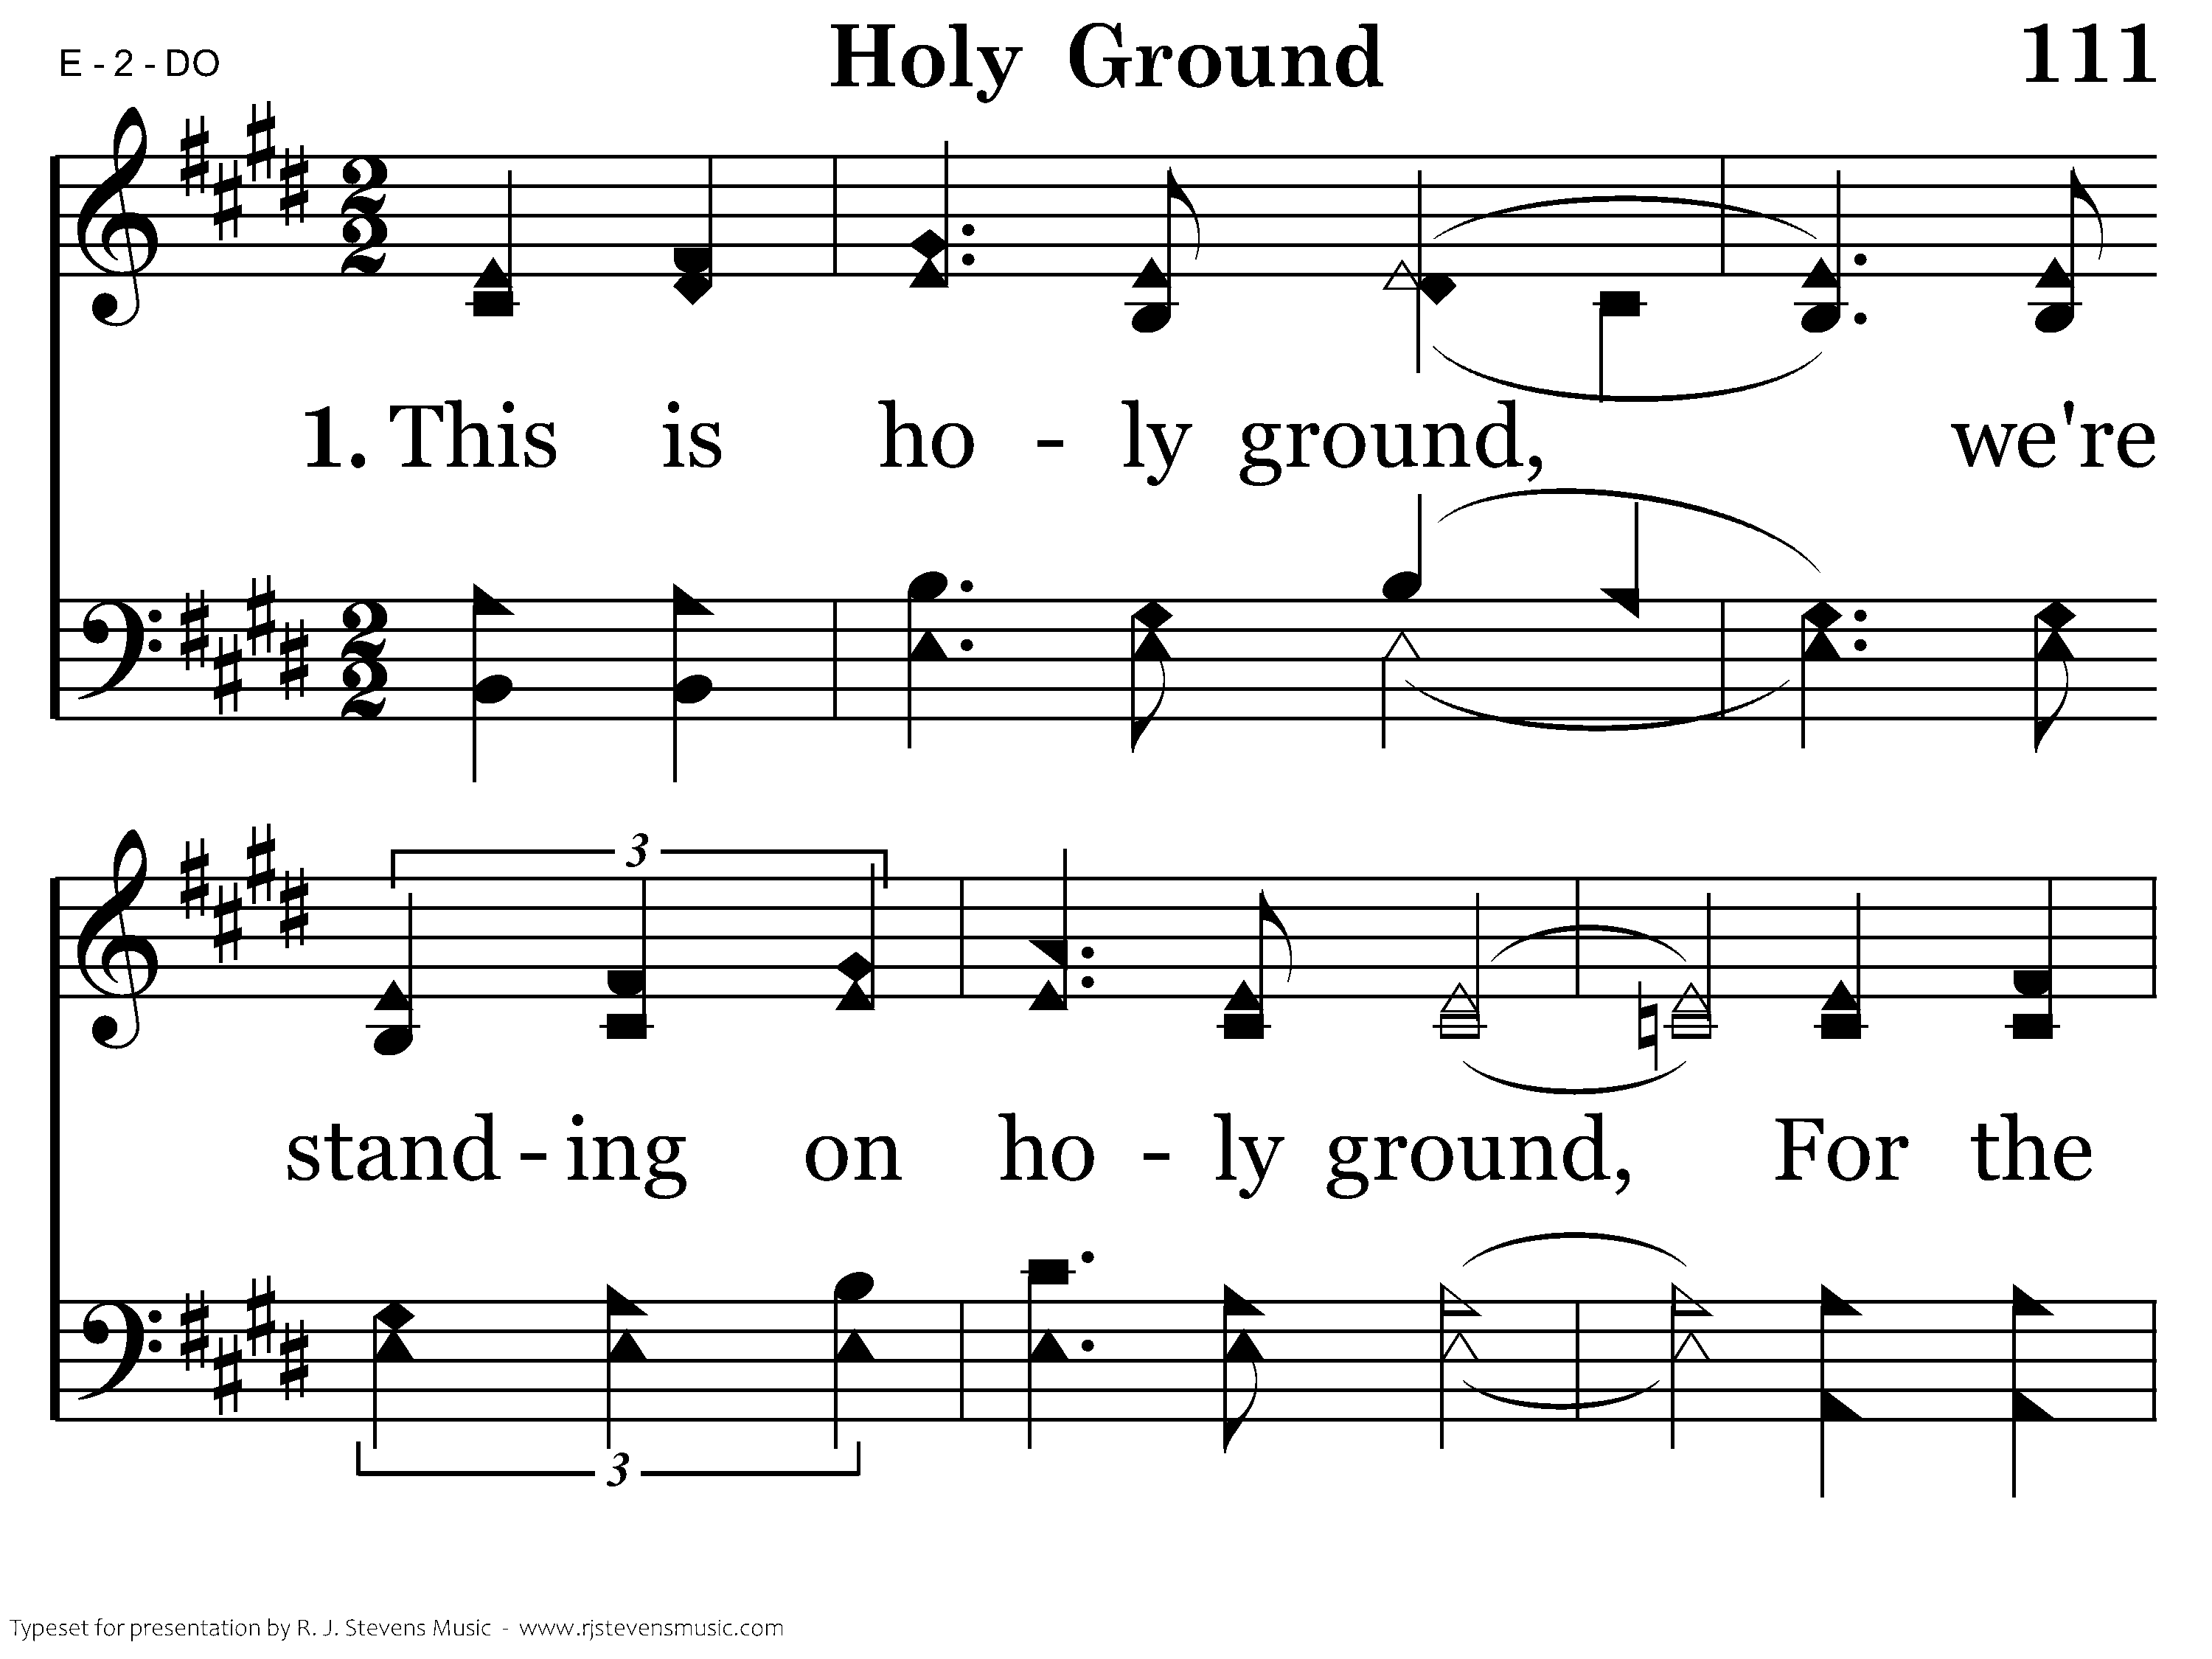 E - 2 - DO Holy Ground 111
1. This is ho - ly ground, we're
3
stand - ing on ho - ly ground, For the
3
Typeset for presentation by R. J. Stevens Music - www.rjstevensmusic.com